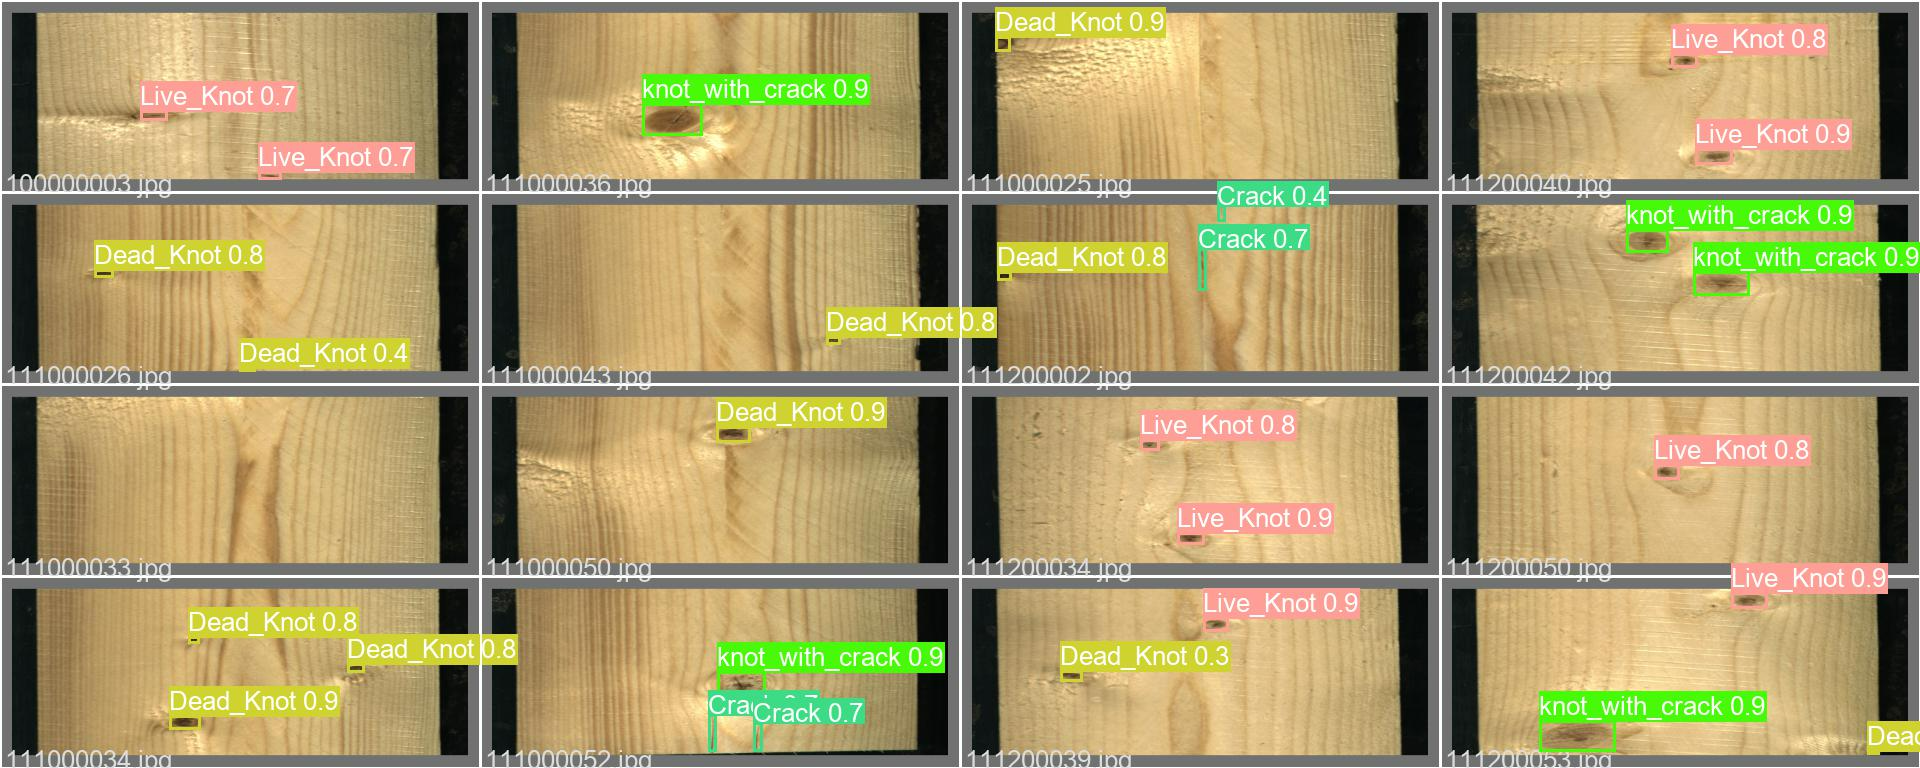 Live_Knot 0.7
Live_Knot 0.7
100000003.jpg
knot_with_crack 0.9
111000036.jpg
Dead_Knot 0.9
111000025.jpg
Live_Knot 0.8
Live_Knot 0.9
111200040.jpg
Dead_Knot 0.8
Dead_Knot 0.4
111000026.jpg
Dead_Knot 0.8
111000043.jpg
Crack 0.4
Crack 0.7
Dead_Knot 0.8
111200002.jpg
knot_with_crack 0.9
knot_with_crack 0.9
111200042.jpg
111000033.jpg
Dead_Knot 0.9
111000050.jpg
Live_Knot 0.8
Live_Knot 0.9
111200034.jpg
Live_Knot 0.8
111200050.jpg
Dead_Knot 0.8
Dead_Knot 0.8
Dead_Knot 0.9
111000034.jpg
knot_with_crack 0.9
Crack 0.7
111000052.jpg
Live_Knot 0.9
Dead_Knot 0.3
111200039.jpg
Live_Knot 0.9
knot_with_crack 0.9
Dead
111200053.jpg